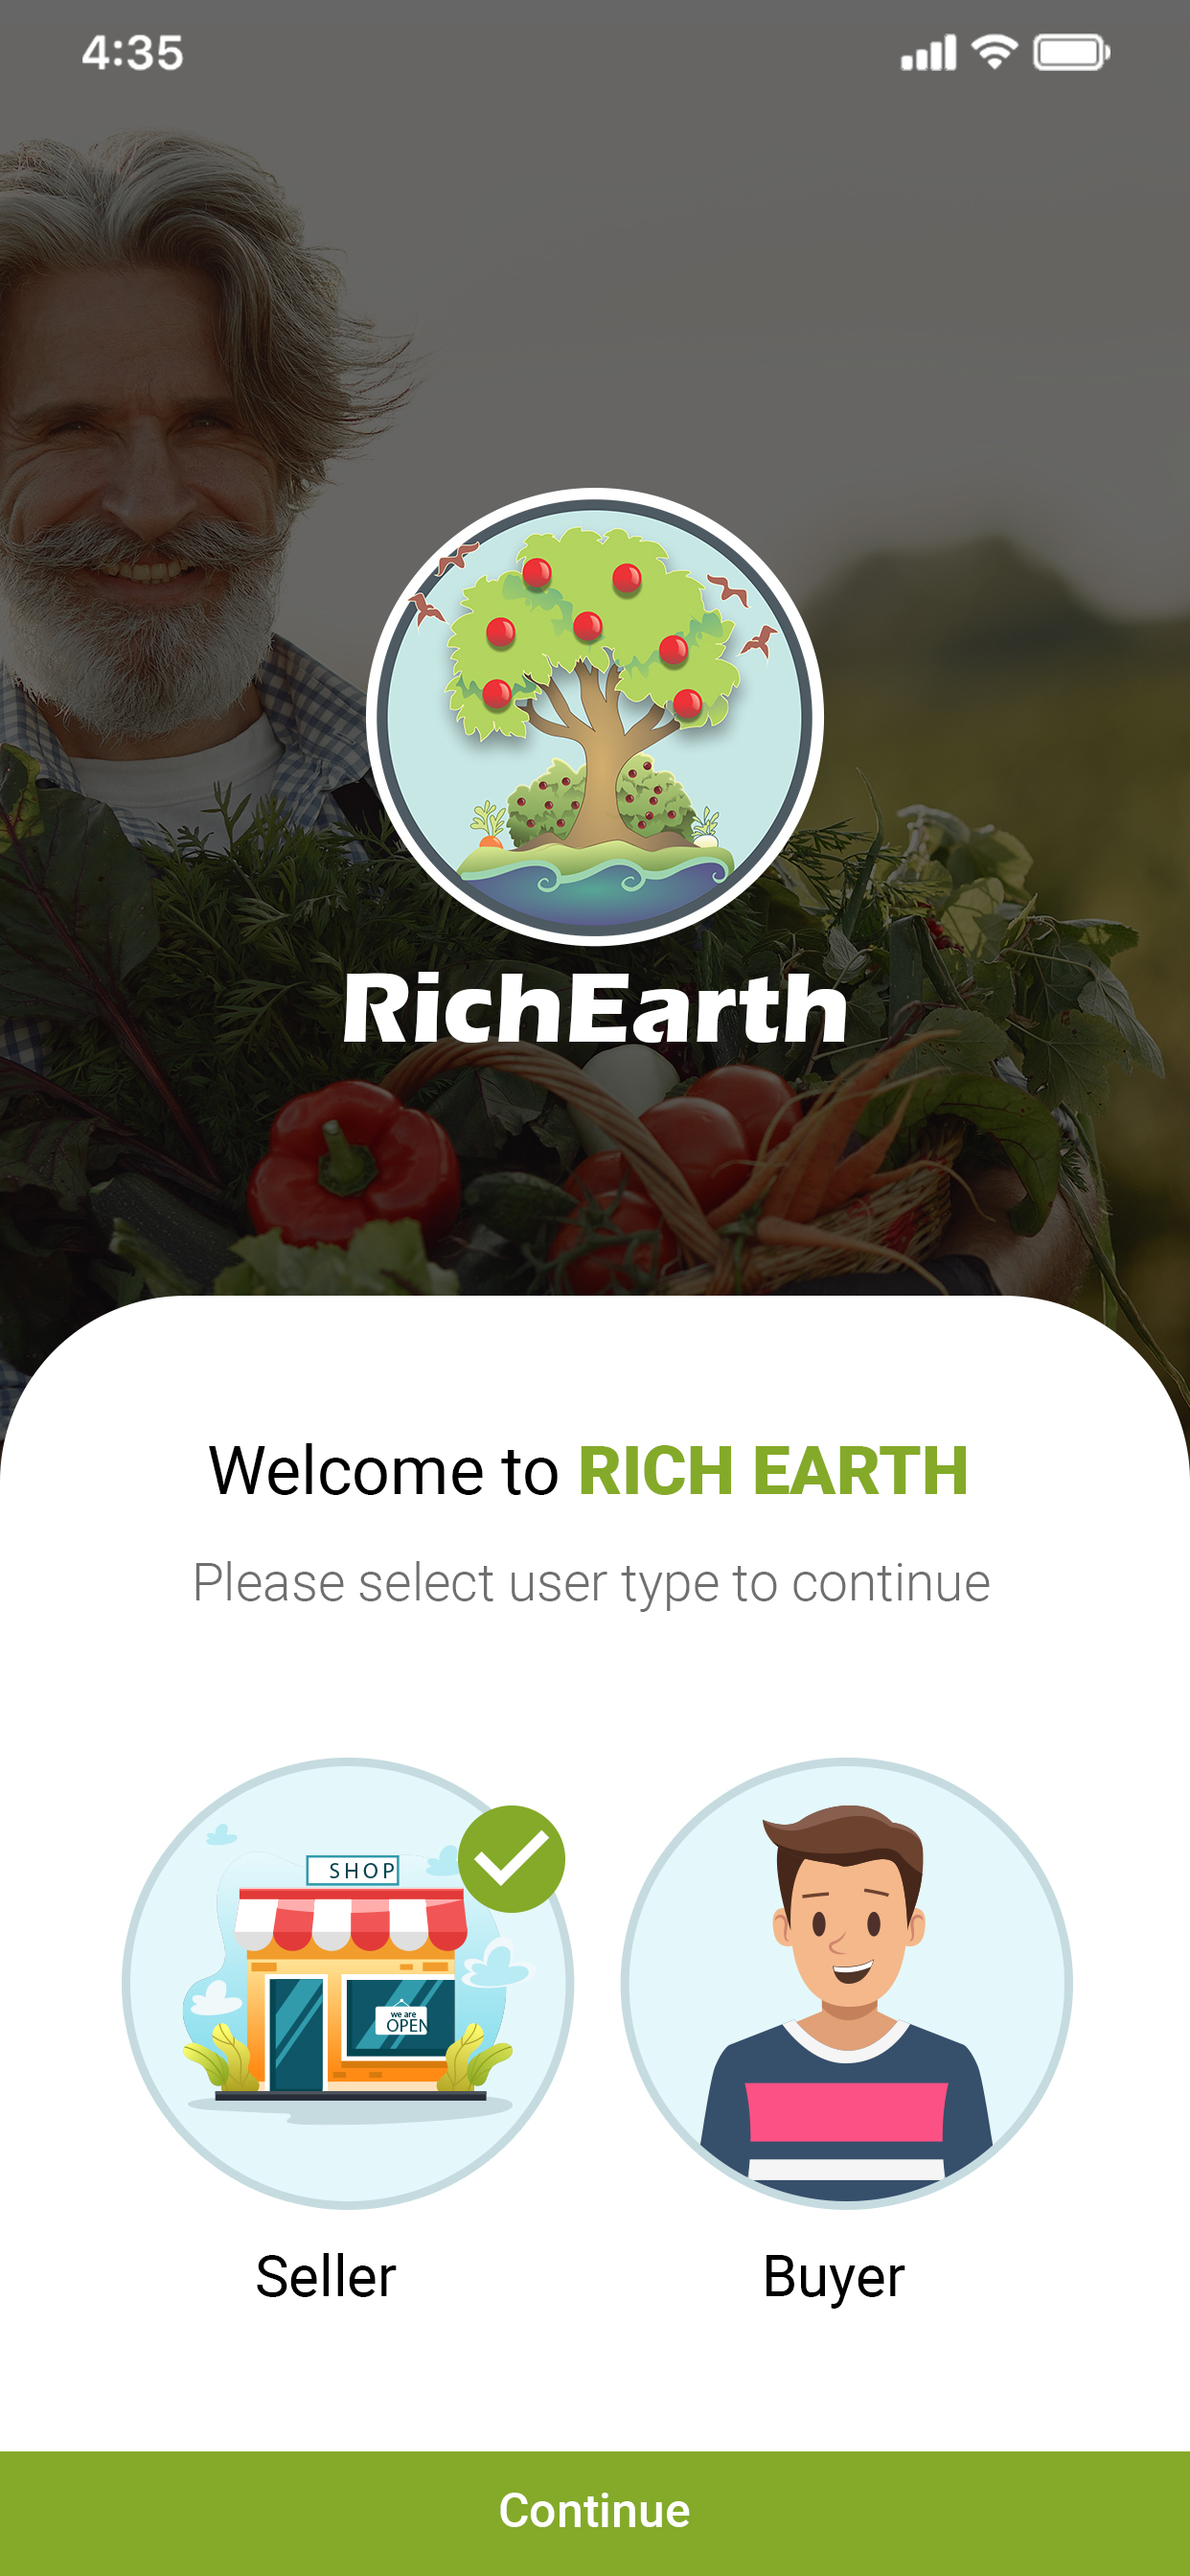 4:35
RichEarth
Welcome to RICH EARTH
Please select user type to continue
SHOP
we are
OPEN
Seller
Buyer
Continue